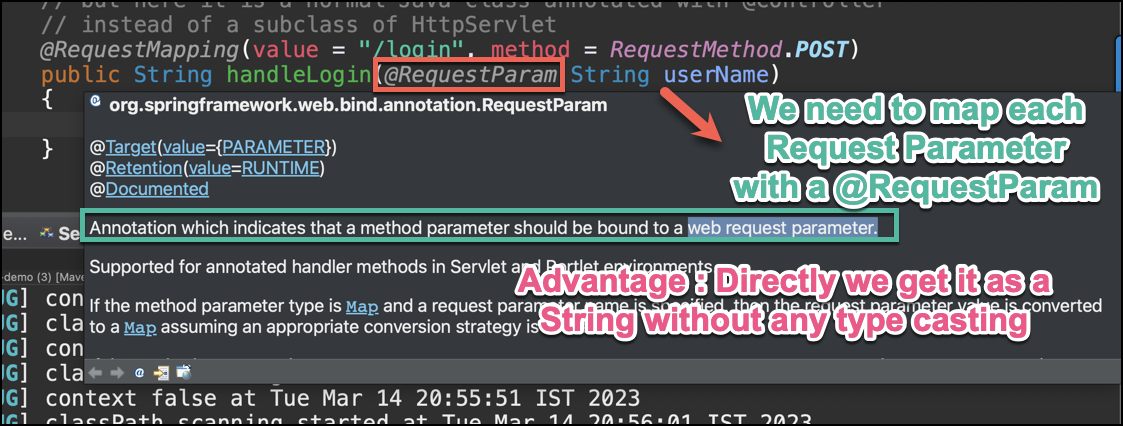 // but here it is a normal Java class annotated with @Controller
// instead of a subclass of HttpServlet
@RequestMapping(value = "/login", method = RequestMethod.POST)
public String handleLogin(@RequestParam String userName)
{
}
org.springframework.web.bind.annotation.RequestParam
@Target(value={PARAMETER})
@Retention(value=RUNTIME)
@Documented
Annotation which indicates that a method parameter should be bound to a web request parameter.
Supported for annotated handler methods in Servlet and Portlet environments
If the method parameter type is Map and a request parameter name is specified, then the request parameter value is converted
to a Map assuming an appropriate conversion strategy is
We need to map each
Request Parameter
with a @RequestParam
Advantage : Directly we get it as a
String without any type casting
e... Se
-demo (3) [Mave
UG] con
UG] cla
UG] con
UG] cla
UG] context false at Tue Mar 14 20:55:51 IST 2023
UG] classPath scanning started at Tue Mar 14 20:56:01 IST 2023